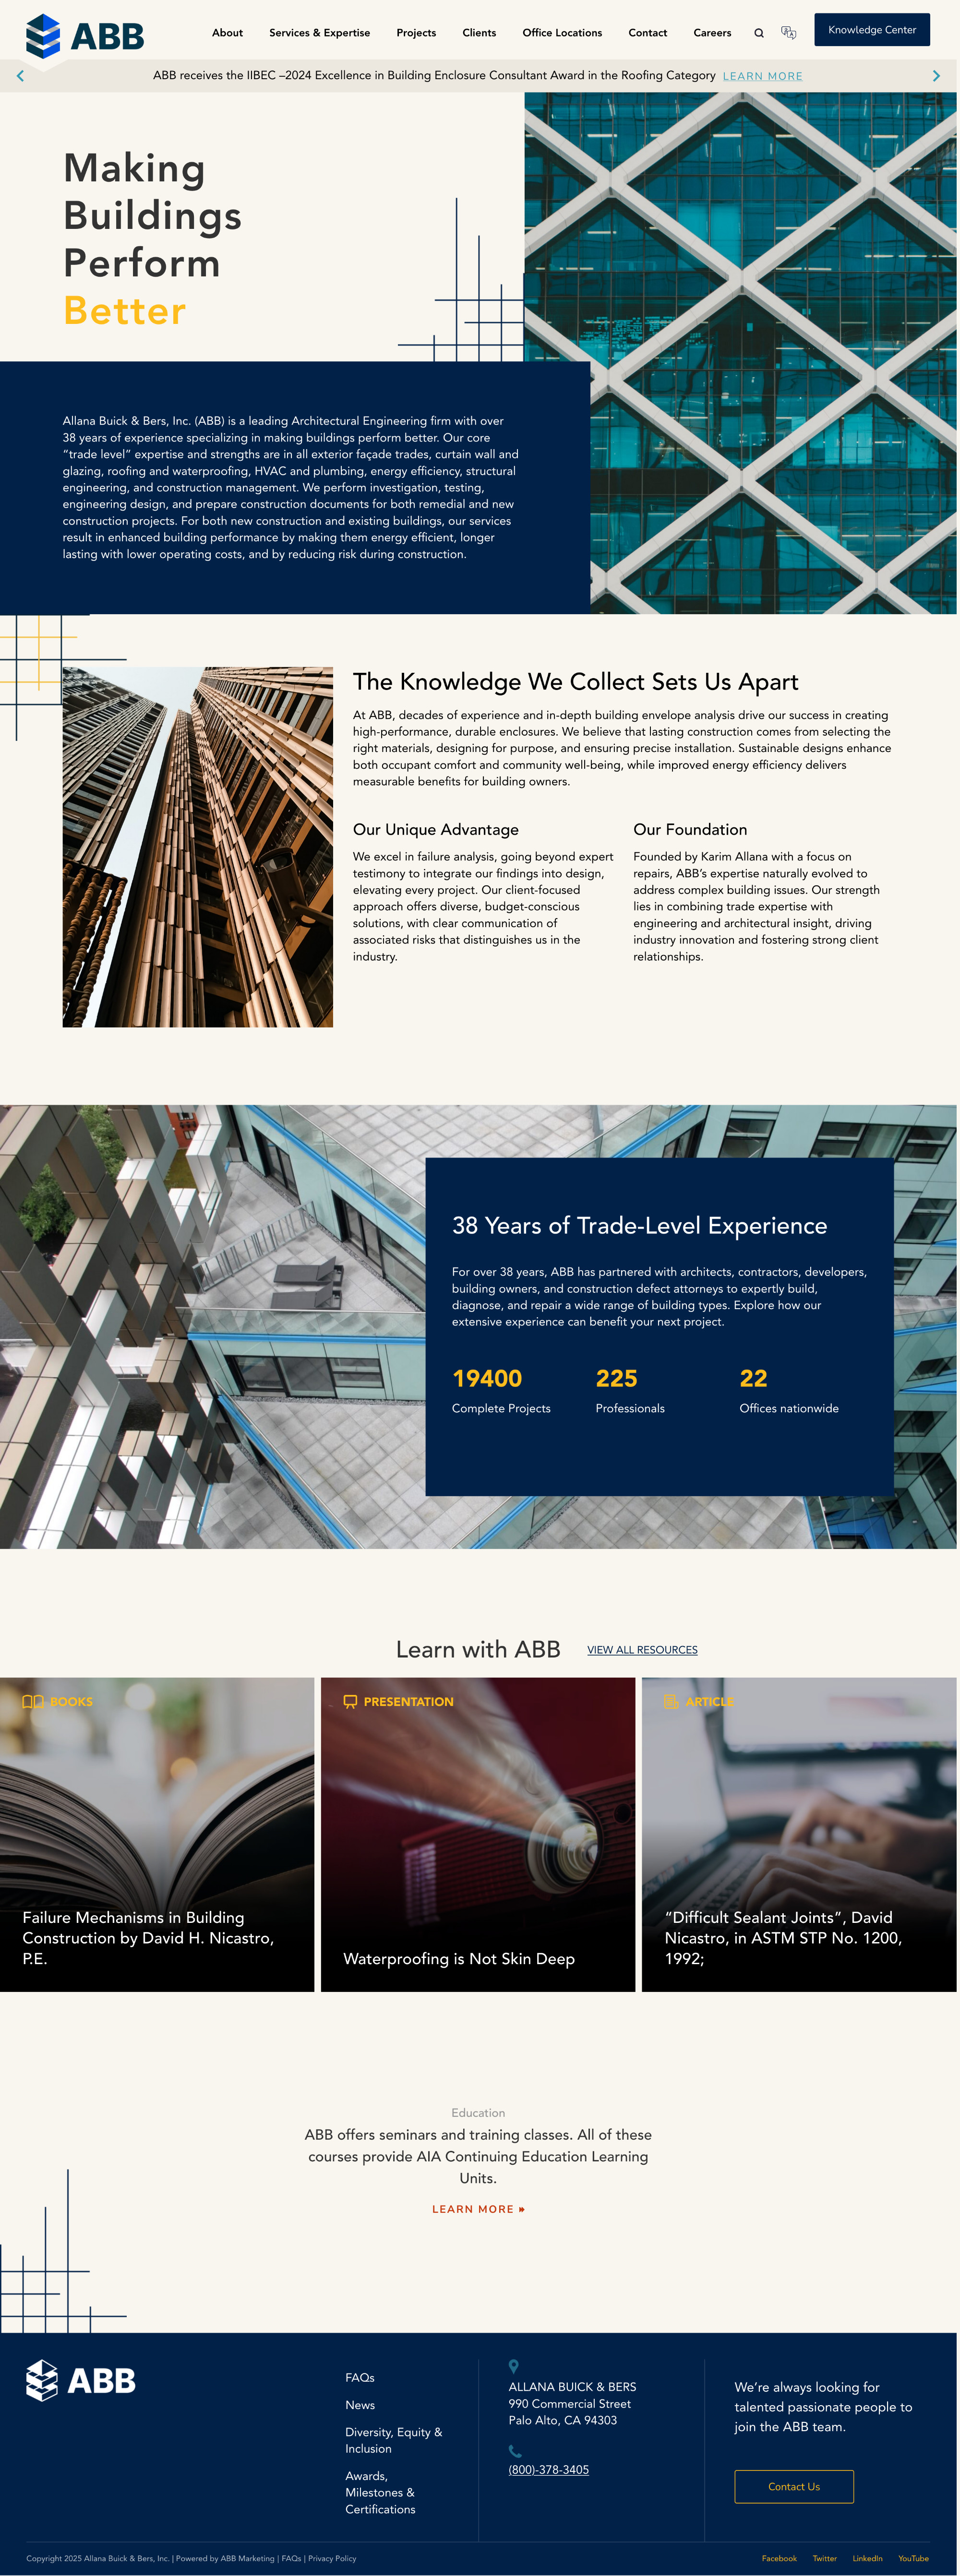 ABB
About Services & Expertise Projects Clients Office Locations Contact Careers Knowledge Center
ABB receives the IIBEC –2024 Excellence in Building Enclosure Consultant Award in the Roofing Category LEARN MORE
Making
Buildings
Perform
Better
Allana Buick & Bers, Inc. (ABB) is a leading Architectural Engineering firm with over
38 years of experience specializing in making buildings perform better. Our core
“trade level” expertise and strengths are in all exterior façade trades, curtain wall and
glazing, roofing and waterproofing, HVAC and plumbing, energy efficiency, structural
engineering, and construction management. We perform investigation, testing,
engineering design, and prepare construction documents for both remedial and new
construction projects. For both new construction and existing buildings, our services
result in enhanced building performance by making them energy efficient, longer
lasting with lower operating costs, and by reducing risk during construction.
The Knowledge We Collect Sets Us Apart
At ABB, decades of experience and in-depth building envelope analysis drive our success in creating
high-performance, durable enclosures. We believe that lasting construction comes from selecting the
right materials, designing for purpose, and ensuring precise installation. Sustainable designs enhance
both occupant comfort and community well-being, while improved energy efficiency delivers
measurable benefits for building owners.
Our Unique Advantage
We excel in failure analysis, going beyond expert
testimony to integrate our findings into design,
elevating every project. Our client-focused
approach offers diverse, budget-conscious
solutions, with clear communication of
associated risks that distinguishes us in the
industry.
Our Foundation
Founded by Karim Allana with a focus on
repairs, ABB’s expertise naturally evolved to
address complex building issues. Our strength
lies in combining trade expertise with
engineering and architectural insight, driving
industry innovation and fostering strong client
relationships.
38 Years of Trade-Level Experience
For over 38 years, ABB has partnered with architects, contractors, developers,
building owners, and construction defect attorneys to expertly build,
diagnose, and repair a wide range of building types. Explore how our
extensive experience can benefit your next project.
19400 225 22
Complete Projects Professionals Offices nationwide
Learn with ABB VIEW ALL RESOURCES
BOOKS
Failure Mechanisms in Building
Construction by David H. Nicastro,
P.E.
PRESENTATION
Waterproofing is Not Skin Deep
ARTICLE
“Difficult Sealant Joints”, David
Nicastro, in ASTM STP No. 1200,
1992;
Education
ABB offers seminars and training classes. All of these
courses provide AIA Continuing Education Learning
Units.
LEARN MORE
ABB
FAQs
News
Diversity, Equity &
Inclusion
Awards,
Milestones &
Certifications
ALLANA BUICK & BERS
990 Commercial Street
Palo Alto, CA 94303
(800)-378-3405
We’re always looking for
talented passionate people to
join the ABB team.
Contact Us
Copyright 2025 Allana Buick & Bers, Inc. | Powered by ABB Marketing | FAQs | Privacy Policy
Facebook Twitter LinkedIn YouTube